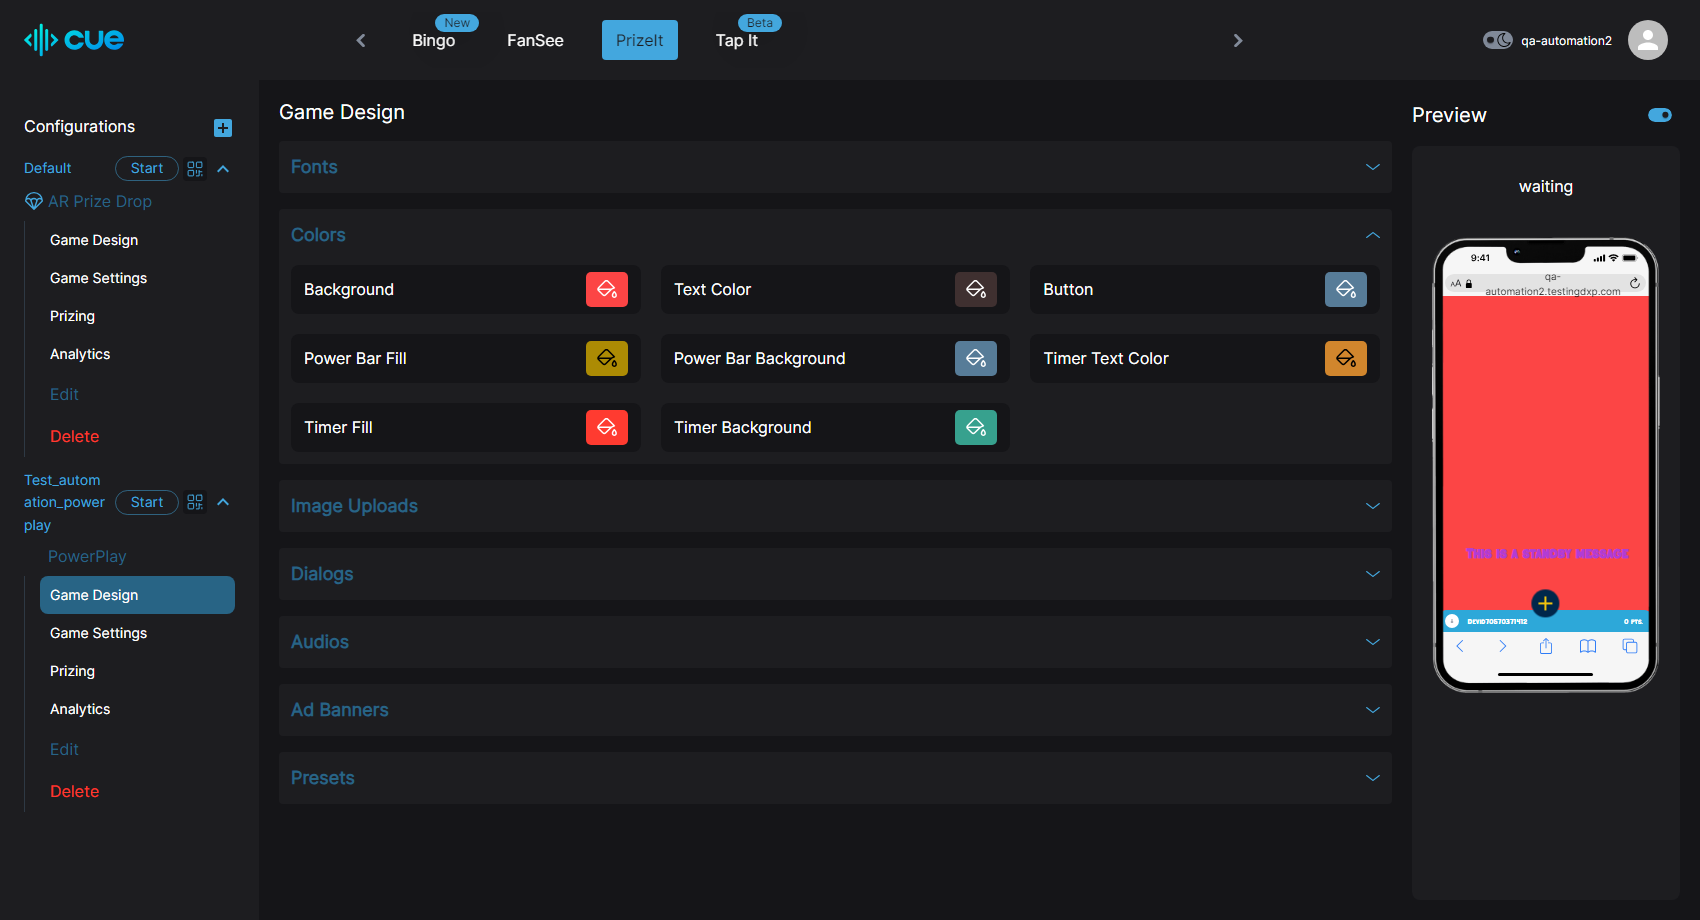 cue
New
Bingo
FanSee
PrizeIt
Beta
Tap It
qa-automation2
Configurations
Default
Start
AR Prize Drop
Game Design
Game Settings
Prizing
Analytics
Edit
Delete
Test_autom
ation_power
play
Start
PowerPlay
Game Design
Game Settings
Prizing
Analytics
Edit
Delete
Game Design
Fonts
Colors
Background
Text Color
Button
Power Bar Fill
Power Bar Background
Timer Text Color
Timer Fill
Timer Background
Image Uploads
Dialogs
Audios
Ad Banners
Presets
Preview
waiting
9:41
AA
qa-
automation2.testingdxp.com
This is a standby message
0 PTS.